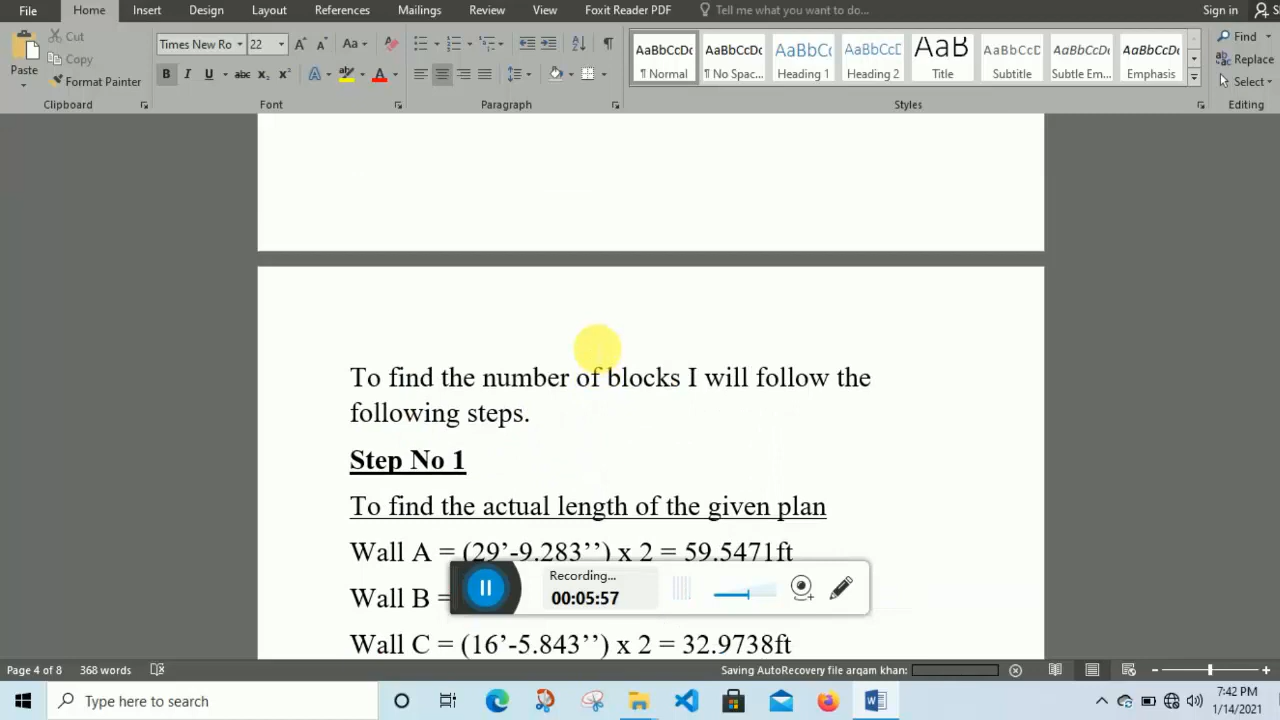 File Home Insert Design Layout References Mailings Review View Foxit Reader PDF Tell me what you want to do... Sign in
Cut
Copy
Format Painter
Paste
Times New Ro 22
AaBbCcDc AaBbCcDc AaBbCc AaBbCcD AaB AaBbCcD AaBbCcDc AaBbCcDc
¶ Normal ¶ No Spac... Heading 1 Heading 2 Title Subtitle Subtle Em... Emphasis
Find
Replace
Select
Clipboard Font Paragraph Styles Editing
To find the number of blocks I will follow the
following steps.
Step No 1
To find the actual length of the given plan
Wall A = (29’-9.283’’) x 2 = 59.5471ft
Wall B =
Wall C = (16’-5.843’’) x 2 = 32.9738ft
Recording...
00:05:57
Page 4 of 8 368 words Saving AutoRecovery file arqam khan:
Type here to search
7:42 PM
1/14/2021